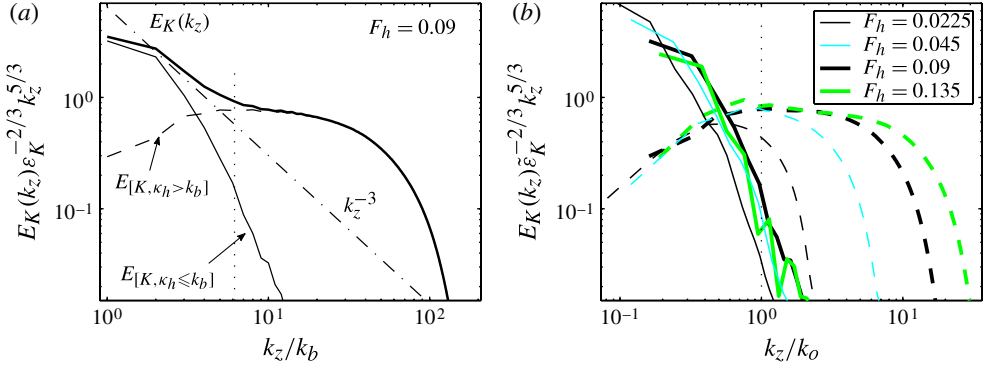 (a)
E_K(k_z)
F_h = 0.09
E_K(k_z) ε̃_K^{-2/3} k_z^{5/3}
10^0
10^{-1}
E_{[K, κ_h > k_b]}
k_z^{-3}
E_{[K, κ_h ⩽ k_b]}
10^0
10^1
10^2
k_z/k_b
(b)
F_h = 0.0225
F_h = 0.045
F_h = 0.09
F_h = 0.135
E_K(k_z) ε̃_K^{-2/3} k_z^{5/3}
10^0
10^{-1}
10^{-1}
10^0
10^1
k_z/k_o